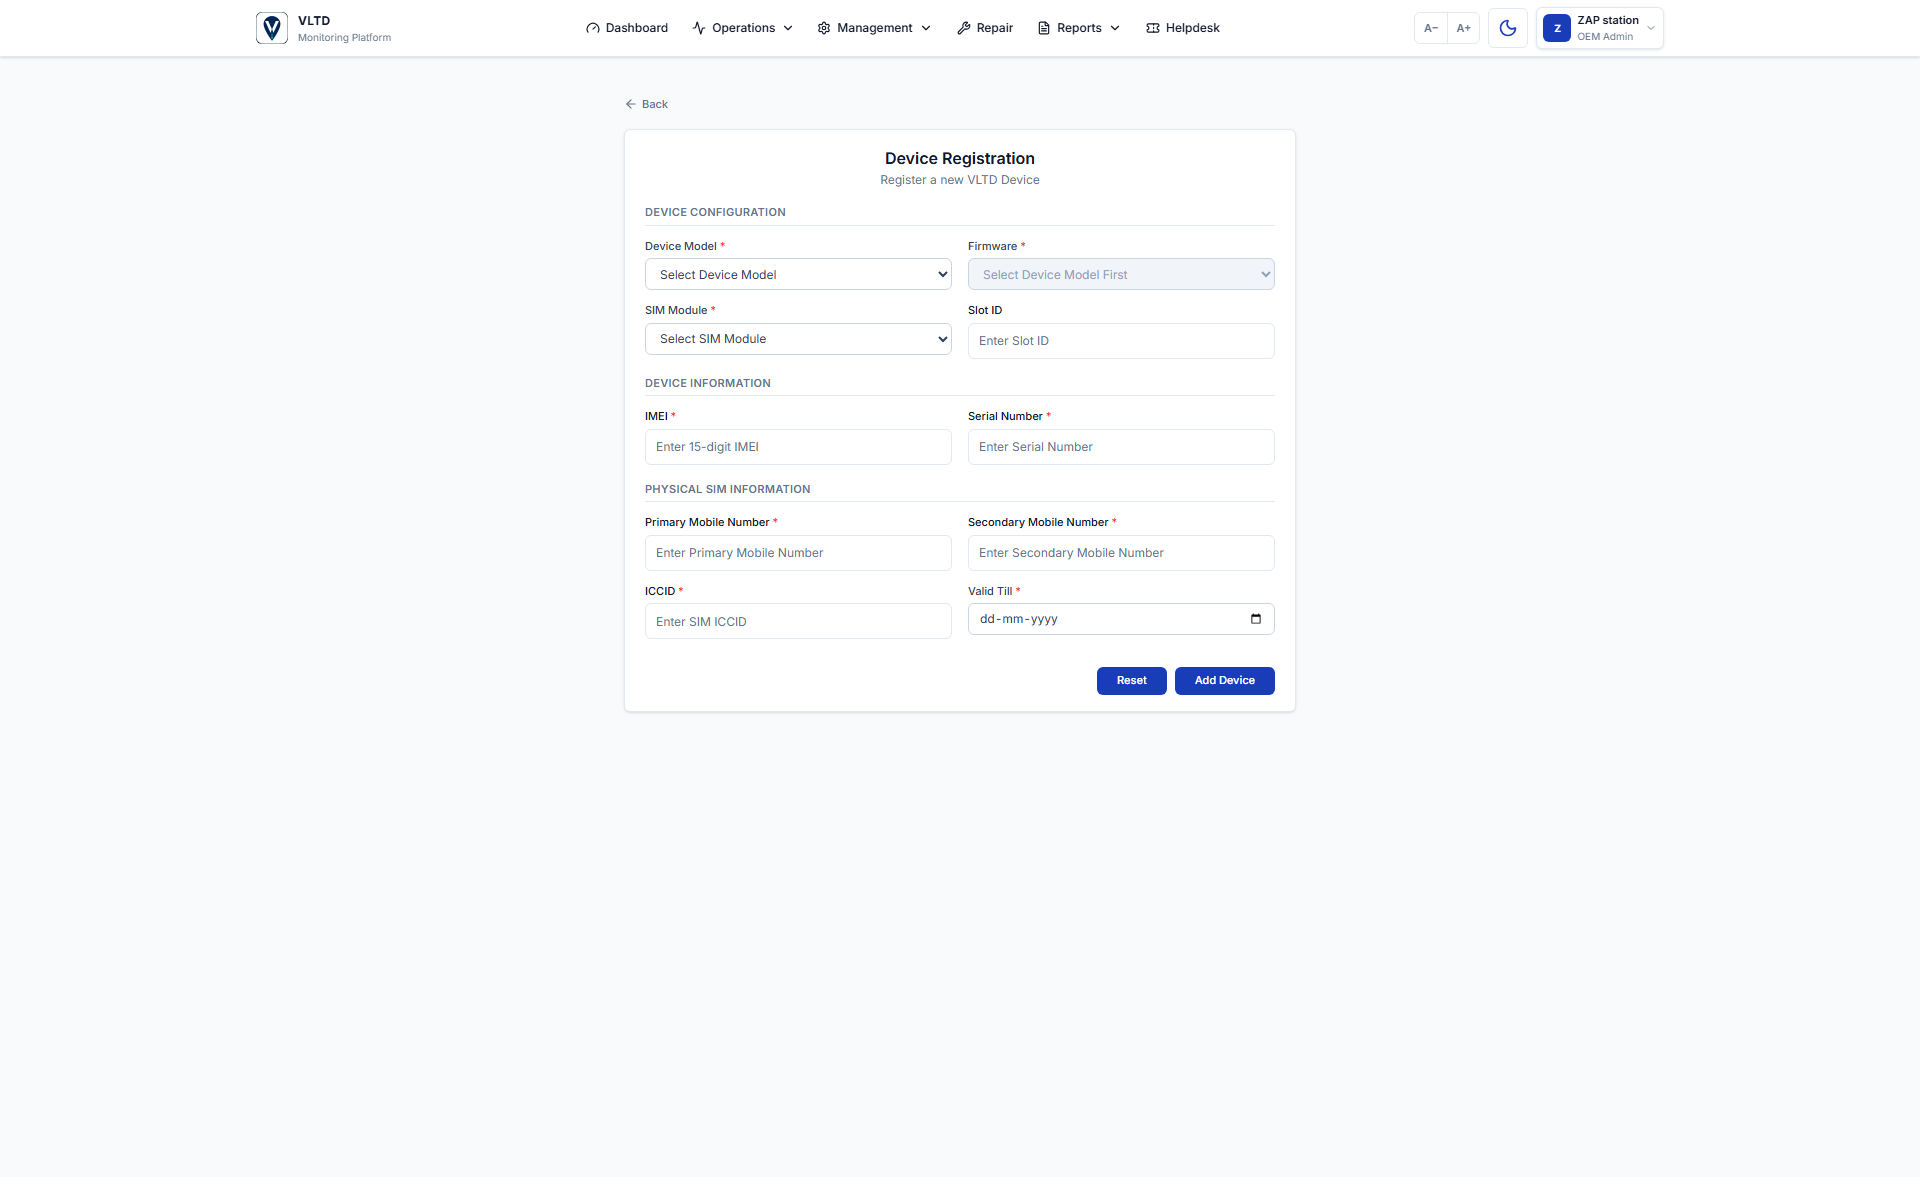 VLTD
Monitoring Platform
Dashboard
Operations
Management
Repair
Reports
Helpdesk
A-
A+
Z
ZAP station
OEM Admin
Back
Device Registration
Register a new VLTD Device
DEVICE CONFIGURATION
Device Model *
Firmware *
Select Device Model
Select Device Model First
SIM Module *
Slot ID
Select SIM Module
Enter Slot ID
DEVICE INFORMATION
IMEI *
Serial Number *
Enter 15-digit IMEI
Enter Serial Number
PHYSICAL SIM INFORMATION
Primary Mobile Number *
Secondary Mobile Number *
Enter Primary Mobile Number
Enter Secondary Mobile Number
ICCID *
Valid Till *
Enter SIM ICCID
dd-mm-yyyy
Reset
Add Device